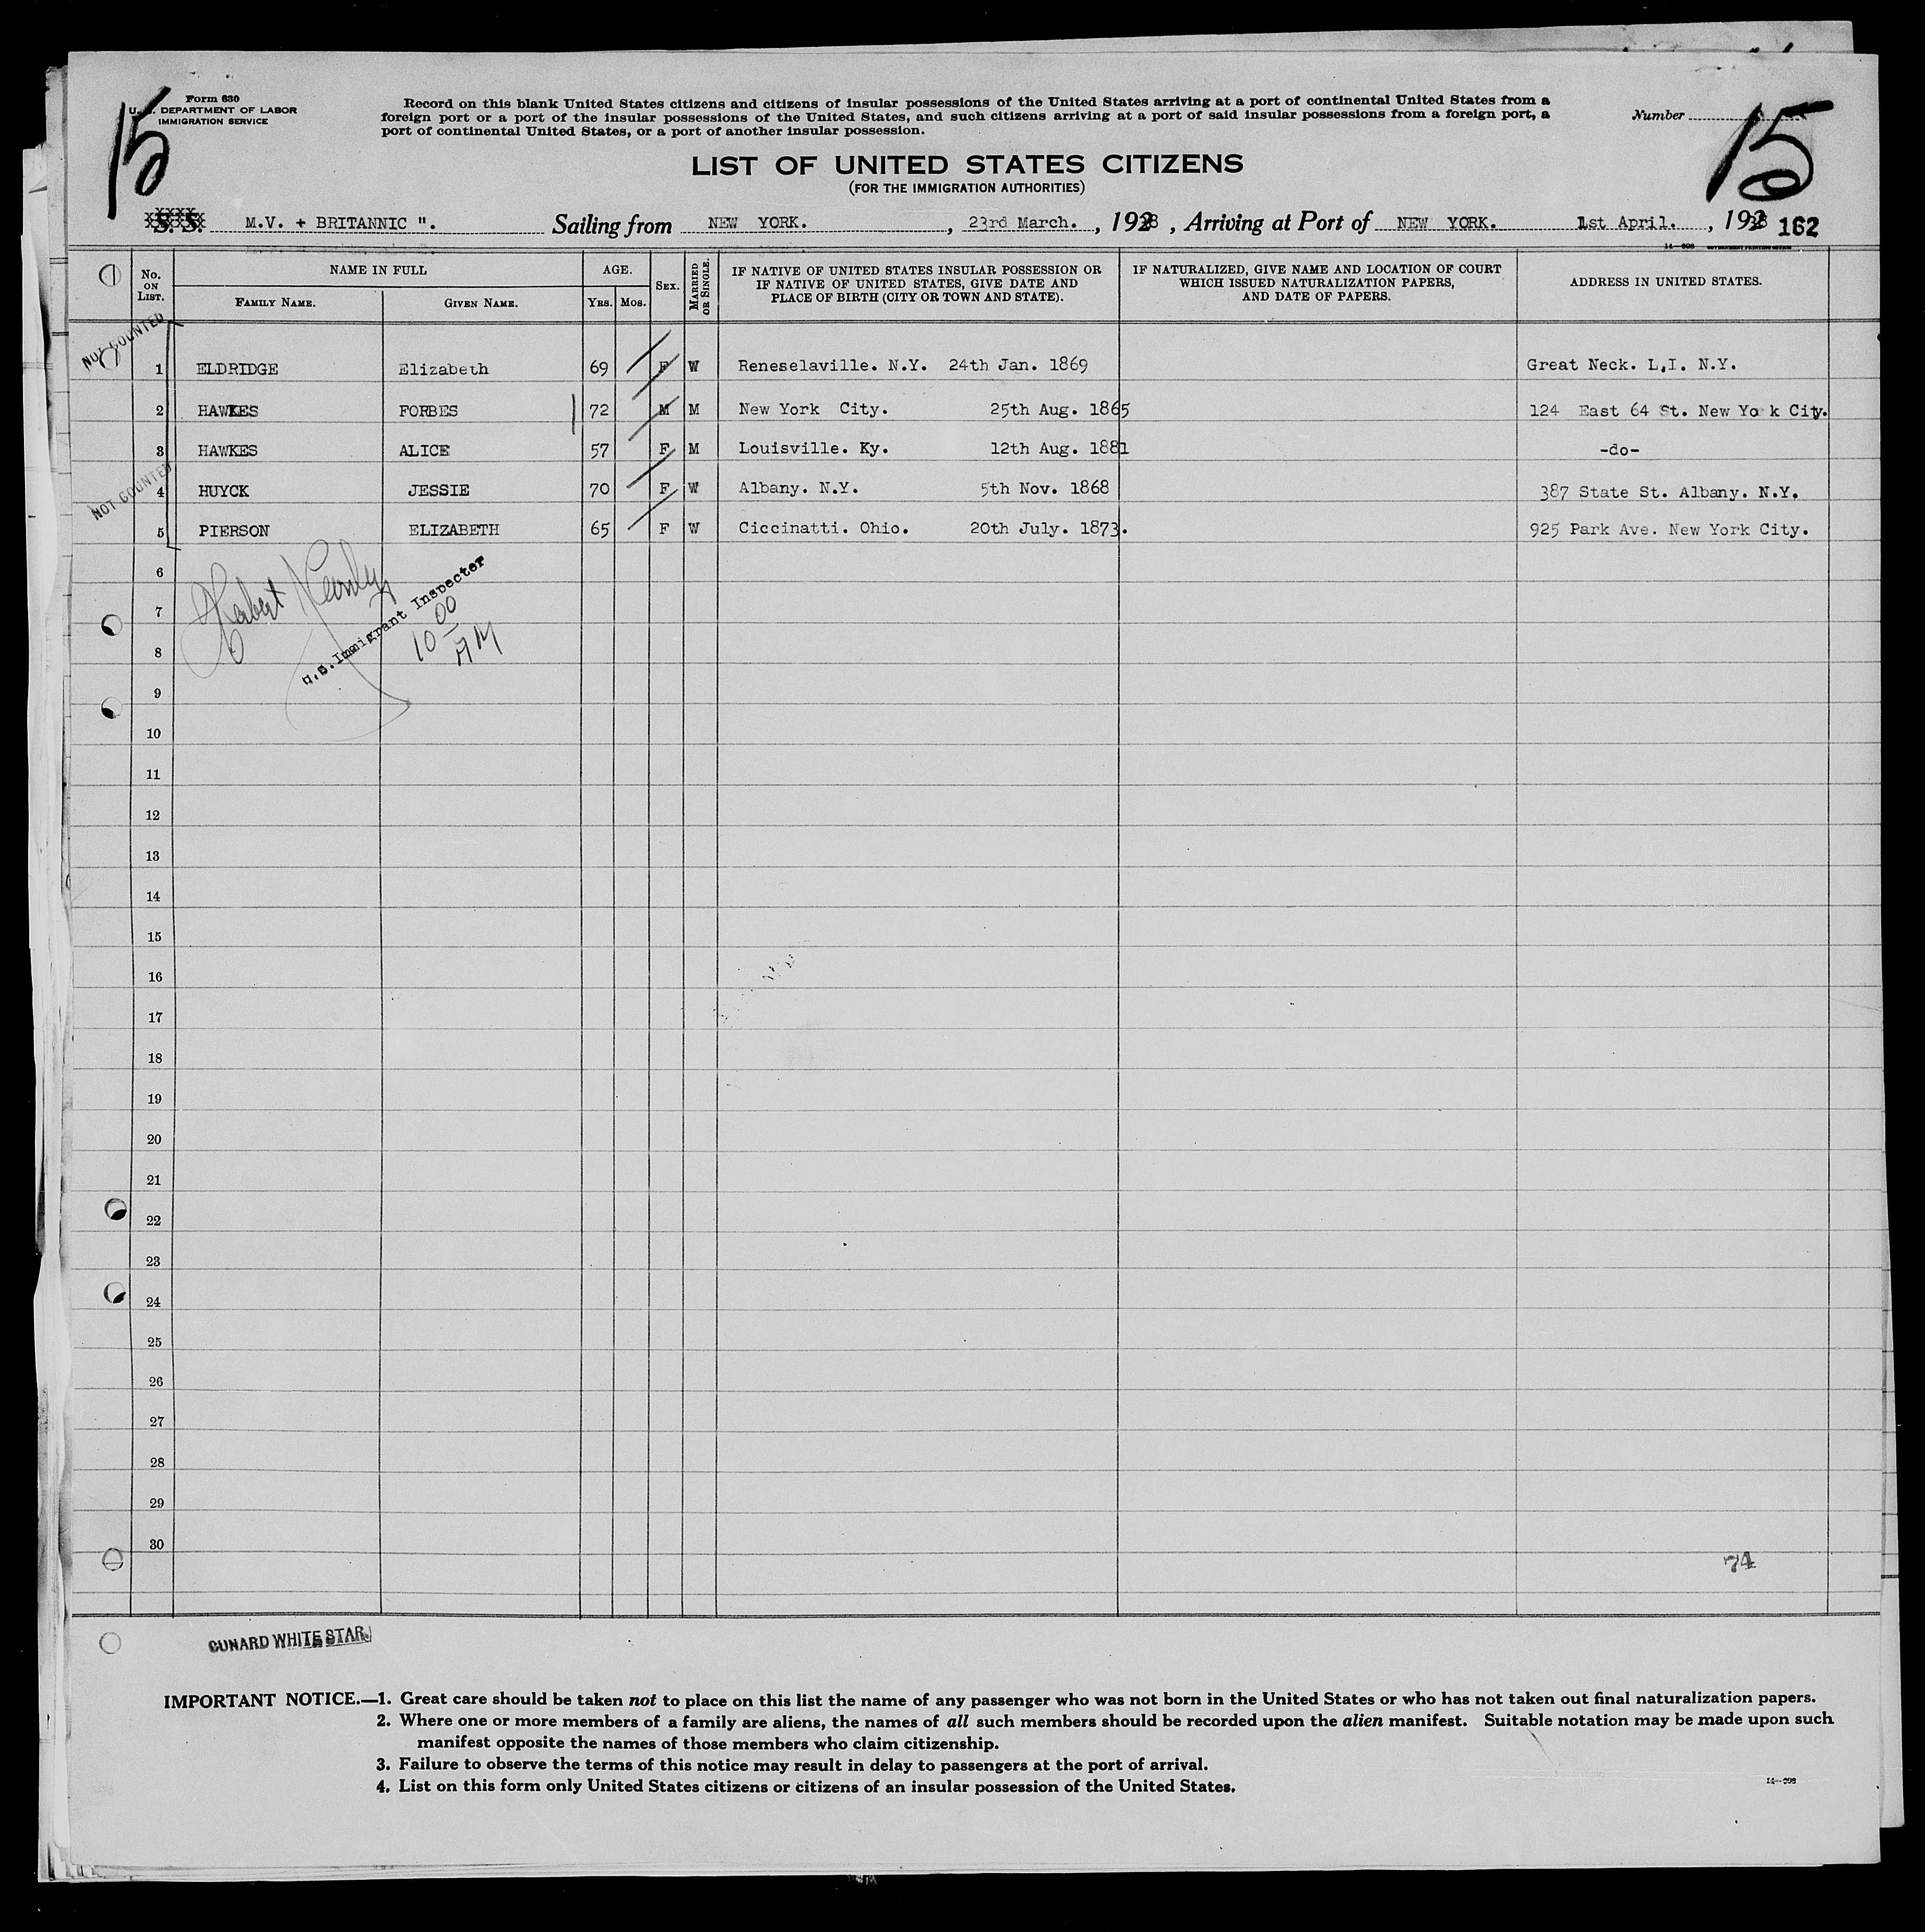 Form 630
U. S. DEPARTMENT OF LABOR
IMMIGRATION SERVICE
15
Record on this blank United States citizens and citizens of insular possessions of the United States arriving at a port of continental United States from a
foreign port or a port of the insular possessions of the United States, and such citizens arriving at a port of said insular possessions from a foreign port, a
port of continental United States, or a port of another insular possession.
Number
15
LIST OF UNITED STATES CITIZENS
(FOR THE IMMIGRATION AUTHORITIES)
S. S. M.V. + BRITANNIC ". Sailing from NEW YORK. , 23rd March. , 1938 , Arriving at Port of NEW YORK. 1st April. , 1938 162
No. ON LIST. NAME IN FULL AGE. SEX. MARRIED OR SINGLE. IF NATIVE OF UNITED STATES INSULAR POSSESSION OR IF NATIVE OF UNITED STATES, GIVE DATE AND PLACE OF BIRTH (CITY OR TOWN AND STATE). IF NATURALIZED, GIVE NAME AND LOCATION OF COURT WHICH ISSUED NATURALIZATION PAPERS, AND DATE OF PAPERS. ADDRESS IN UNITED STATES.
FAMILY NAME. GIVEN NAME. YRS. MOS.
NOT COUNTED
1 ELDRIDGE Elizabeth 69 F W Reneselaville. N.Y. 24th Jan. 1869 Great Neck. L.I. N.Y.
2 HAWKES FORBES 72 M M New York City. 25th Aug. 1865 124 East 64 St. New Yo k City.
3 HAWKES ALICE 57 F M Louisville. Ky. 12th Aug. 1881 -do-
NOT COUNTED
4 HUYCK JESSIE 70 F W Albany. N.Y. 5th Nov. 1868 387 State St. Albany. N.Y.
5 PIERSON ELIZABETH 65 F W Ciccinatti. Ohio. 20th July. 1873. 925 Park Ave. New York City.
6
7
U.S. Immigrant Inspector
10 00 AM
8
9
10
11
12
13
14
15
16
17
18
19
20
21
22
23
24
25
26
27
28
29
30
74
CUNARD WHITE STAR
IMPORTANT NOTICE.—1. Great care should be taken not to place on this list the name of any passenger who was not born in the United States or who has not taken out final naturalization papers.
2. Where one or more members of a family are aliens, the names of all such members should be recorded upon the alien manifest. Suitable notation may be made upon such
manifest opposite the names of those members who claim citizenship.
3. Failure to observe the terms of this notice may result in delay to passengers at the port of arrival.
4. List on this form only United States citizens or citizens of an insular possession of the United States.